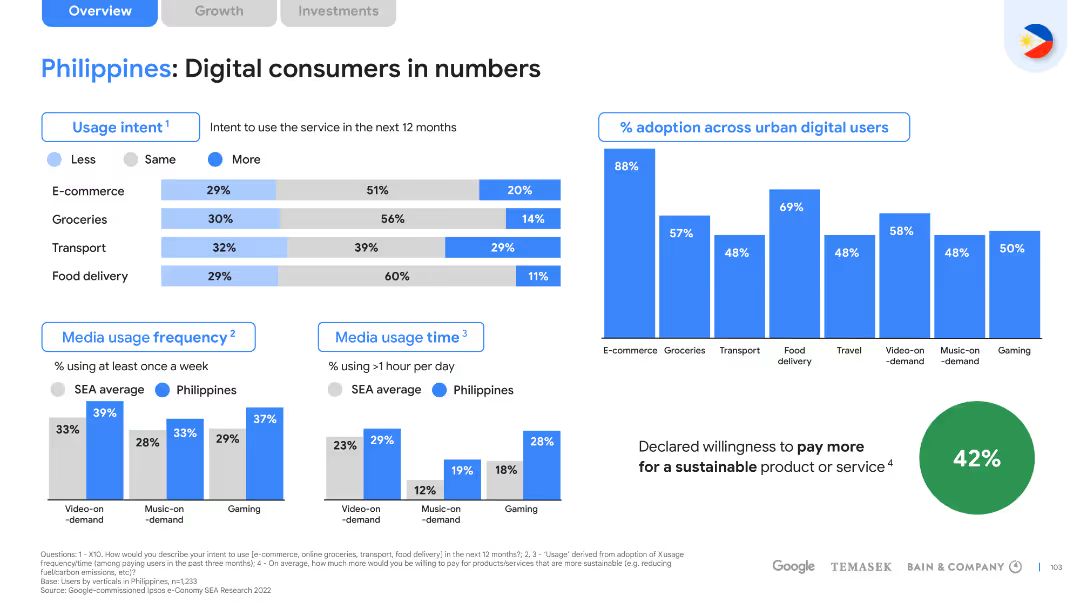 Overview
Growth
Investments
Philippines: Digital consumers in numbers
Usage intent 1
Intent to use the service in the next 12 months
Less
Same
More
E-commerce
29%
51%
20%
Groceries
30%
56%
14%
Transport
32%
39%
29%
Food delivery
29%
60%
11%
% adoption across urban digital users
88%
57%
48%
69%
48%
58%
48%
50%
E-commerce
Groceries
Transport
Food
delivery
Travel
Video-on
-demand
Music-on
-demand
Gaming
Media usage frequency 2
% using at least once a week
SEA average
Philippines
33%
39%
28%
33%
29%
37%
Video-on
-demand
Music-on
-demand
Gaming
Media usage time 3
% using >1 hour per day
SEA average
Philippines
23%
29%
12%
19%
18%
28%
Video-on
-demand
Music-on
-demand
Gaming
Declared willingness to pay more
for a sustainable product or service 4
42%
Questions: 1 - X10. How would you describe your intent to use [e-commerce, online groceries, transport, food delivery] in the next 12 months?; 2, 3 - 'Usage' derived from adoption of X usage
frequency/time (among paying users in the past three months); 4 - On average, how much more would you be willing to pay for products/services that are more sustainable (e.g. reducing
fuel/carbon emissions, etc)?
Base: Users by verticals in Philippines, n=1,233
Source: Google-commissioned Ipsos e-Conomy SEA Research 2022
Google
TEMASEK
BAIN & COMPANY
103